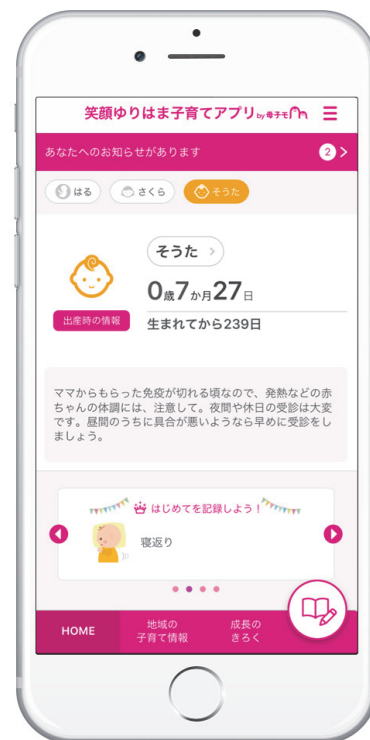 笑顔ゆりはま子育てアプリ by 母子モ
あなたへのお知らせがあります 2
はる さくら そうた
そうた
0歳7か月27日
出産時の情報
生まれてから239日
ママからもらった免疫が切れる頃なので、発熱などの赤
ちゃんの体調には、注意して。夜間や休日の受診は大変
です。昼間のうちに具合が悪いようなら早めに受診をし
ましょう。
はじめてを記録しよう!
寝返り
HOME
地域の
子育て情報
成長の
きろく